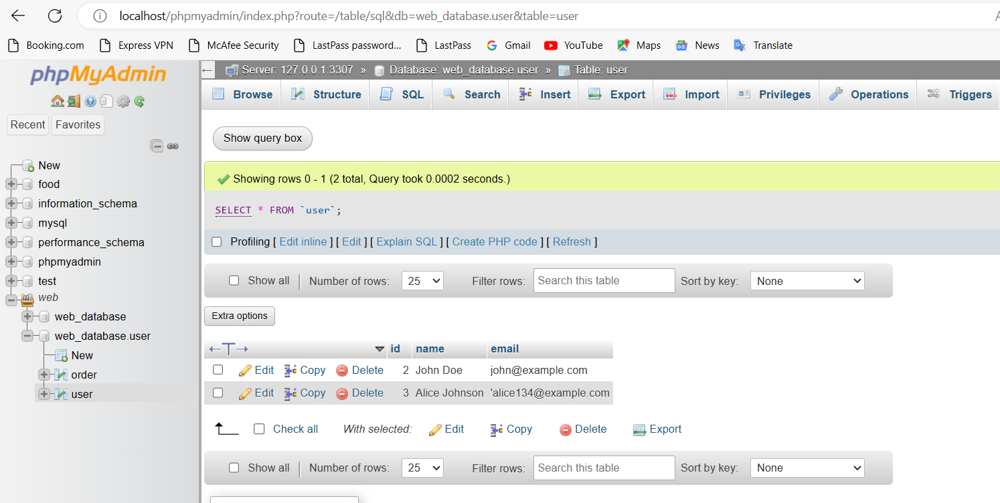 localhost/phpmyadmin/index.php?route=/table/sql&db=web_database.user&table=user
Booking.com Express VPN McAfee Security LastPass password... LastPass Gmail YouTube Maps News Translate
phpMyAdmin
Recent Favorites
New
food
information_schema
mysql
performance_schema
phpmyadmin
test
web
web_database
web_database.user
New
order
user
Server: 127.0.0.1:3307 » Database: web_database.user » Table: user
Browse Structure SQL Search Insert Export Import Privileges Operations Triggers
Show query box
Showing rows 0 - 1 (2 total, Query took 0.0002 seconds.)
SELECT * FROM `user`;
Profiling [ Edit inline ] [ Edit ] [ Explain SQL ] [ Create PHP code ] [ Refresh ]
Show all Number of rows: 25 Filter rows: Search this table Sort by key: None
Extra options
←T→ id name email
Edit Copy Delete 2 John Doe john@example.com
Edit Copy Delete 3 Alice Johnson 'alice134@example.com
Check all With selected: Edit Copy Delete Export
Show all Number of rows: 25 Filter rows: Search this table Sort by key: None